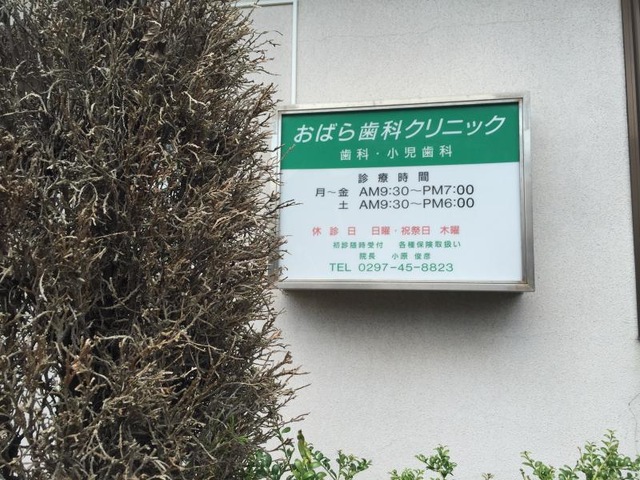 おばら歯科クリニック
歯科・小児歯科
診療時間
月～金 AM9:30～PM7:00
土 AM9:30～PM6:00
休診日 日曜・祝祭日 木曜
初診随時受付 各種保険取扱い
院長 小原 俊彦
TEL 0297-45-8823